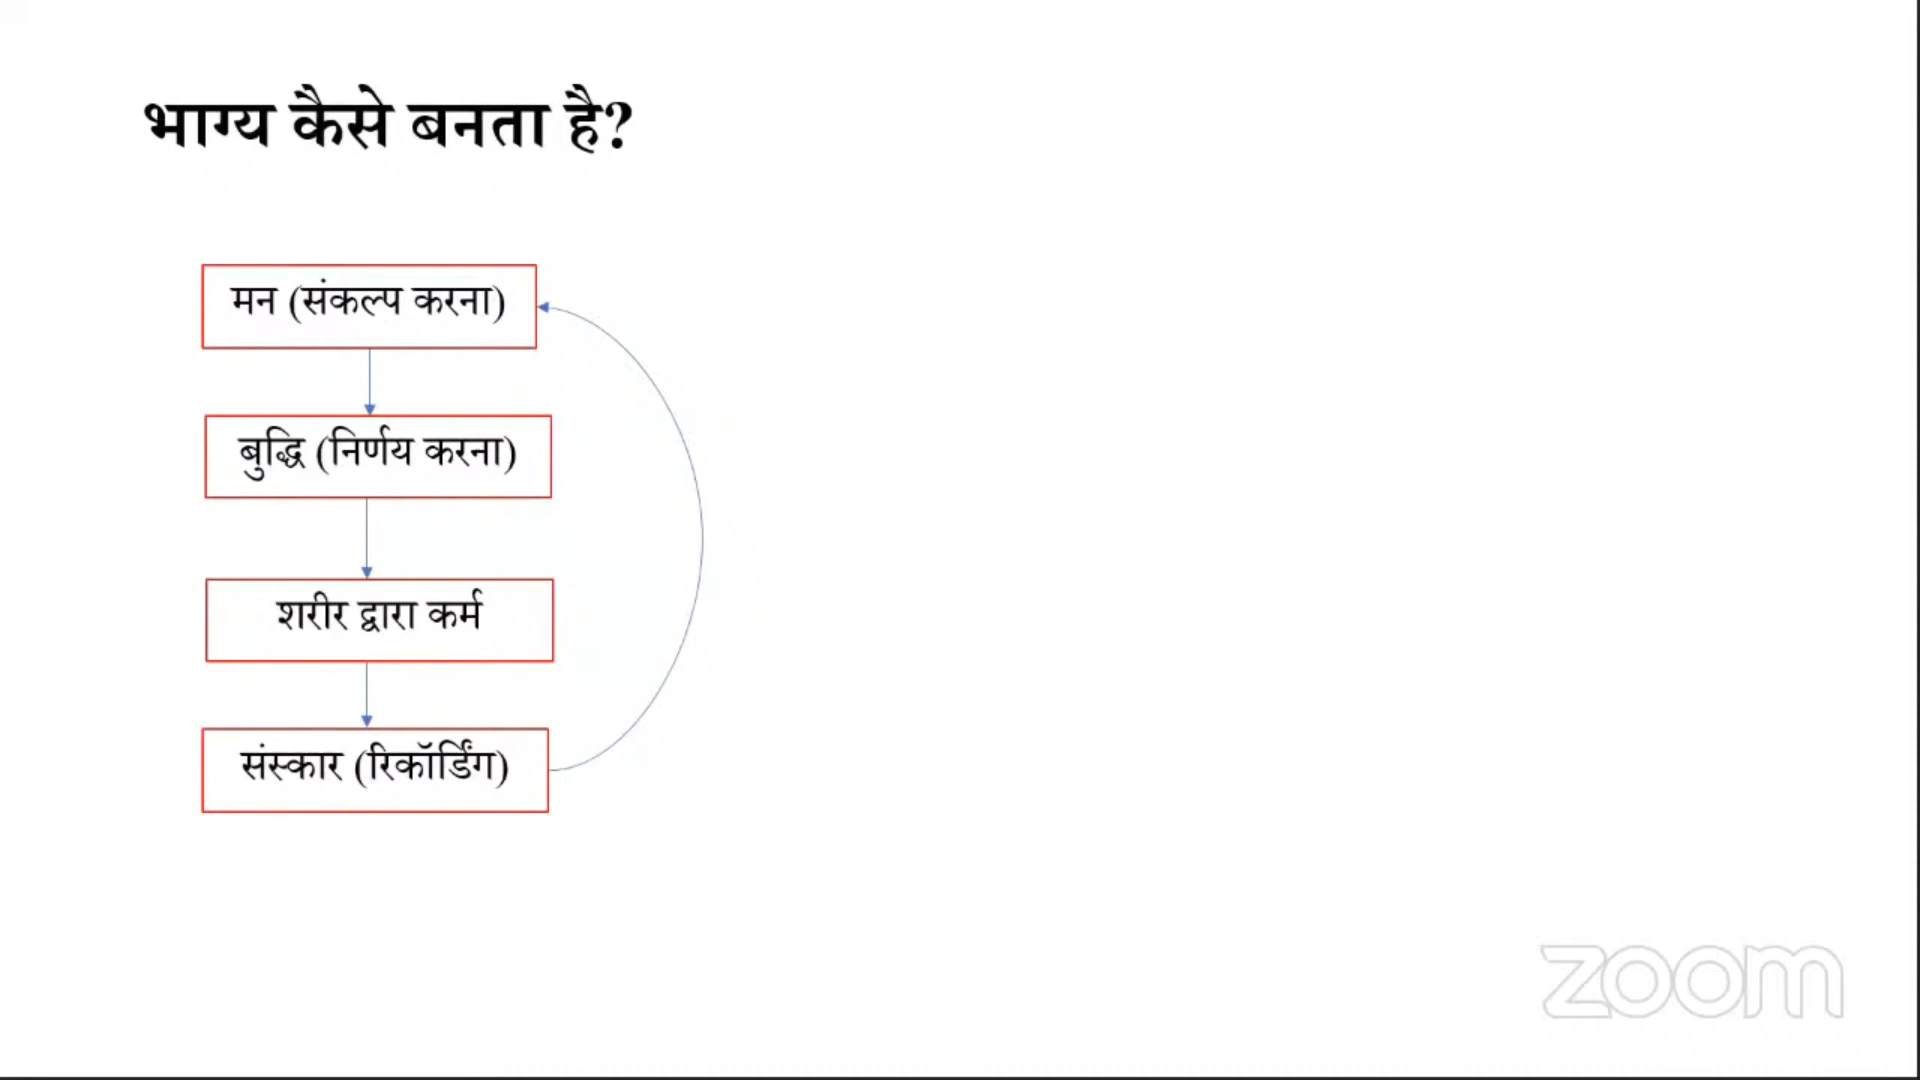 भाग्य कैसे बनता है?
मन (संकल्प करना)
बुद्धि (निर्णय करना)
शरीर द्वारा कर्म
संस्कार (रिकॉर्डिंग)
zoom